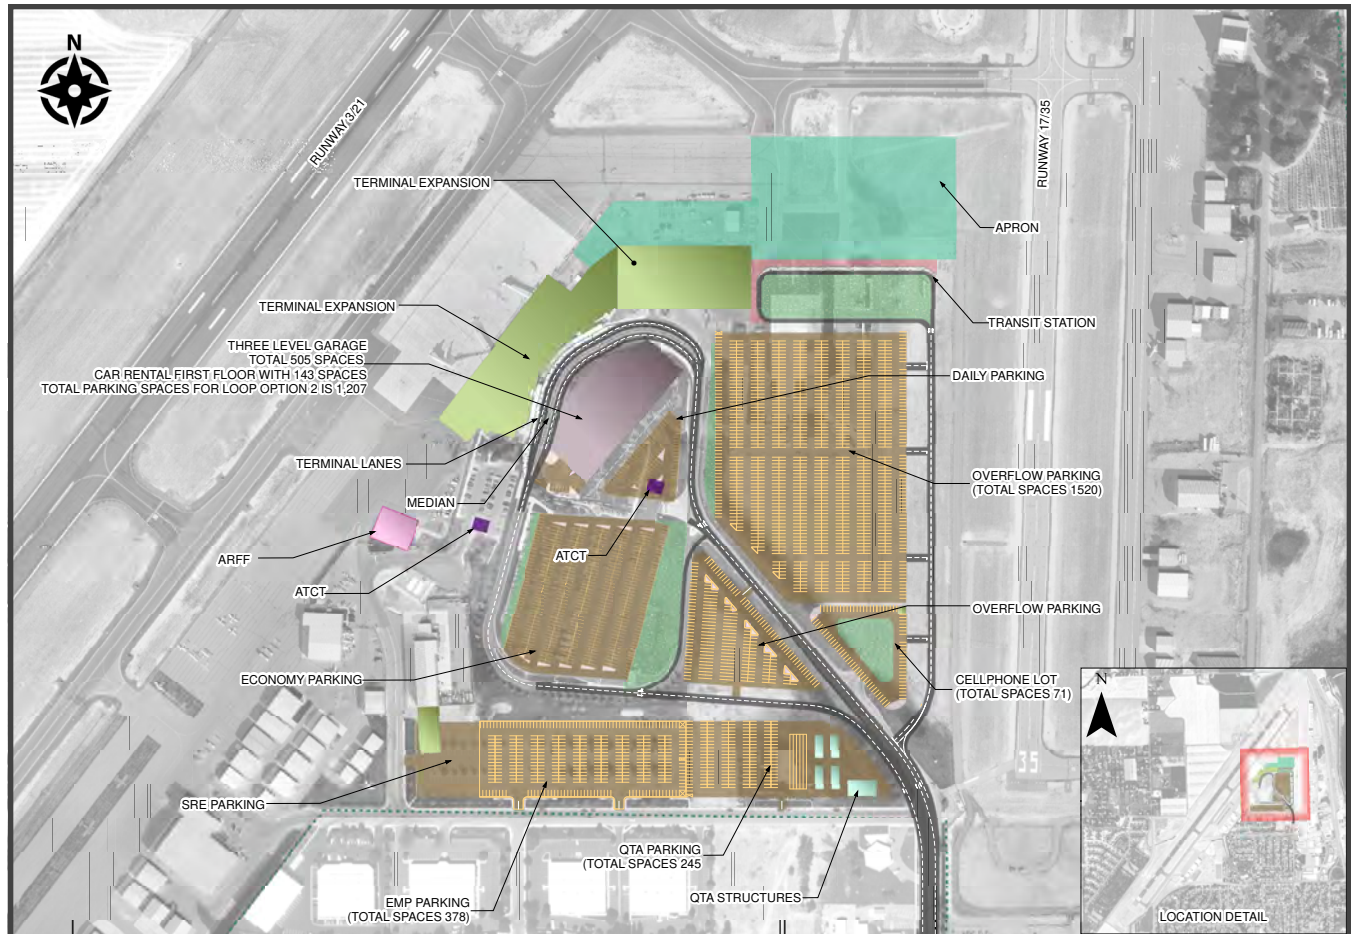 N
RUNWAY 3/21
RUNWAY 17/35
TERMINAL EXPANSION
APRON
TERMINAL EXPANSION
TRANSIT STATION
THREE LEVEL GARAGE
TOTAL 505 SPACES
CAR RENTAL FIRST FLOOR WITH 143 SPACES
TOTAL PARKING SPACES FOR LOOP OPTION 2 IS 1,207
DAILY PARKING
TERMINAL LANES
OVERFLOW PARKING
(TOTAL SPACES 1520)
MEDIAN
ATCT
ARFF
ATCT
OVERFLOW PARKING
ECONOMY PARKING
CELLPHONE LOT
(TOTAL SPACES 71)
N
35
SRE PARKING
QTA PARKING
(TOTAL SPACES 245
EMP PARKING
(TOTAL SPACES 378)
QTA STRUCTURES
LOCATION DETAIL